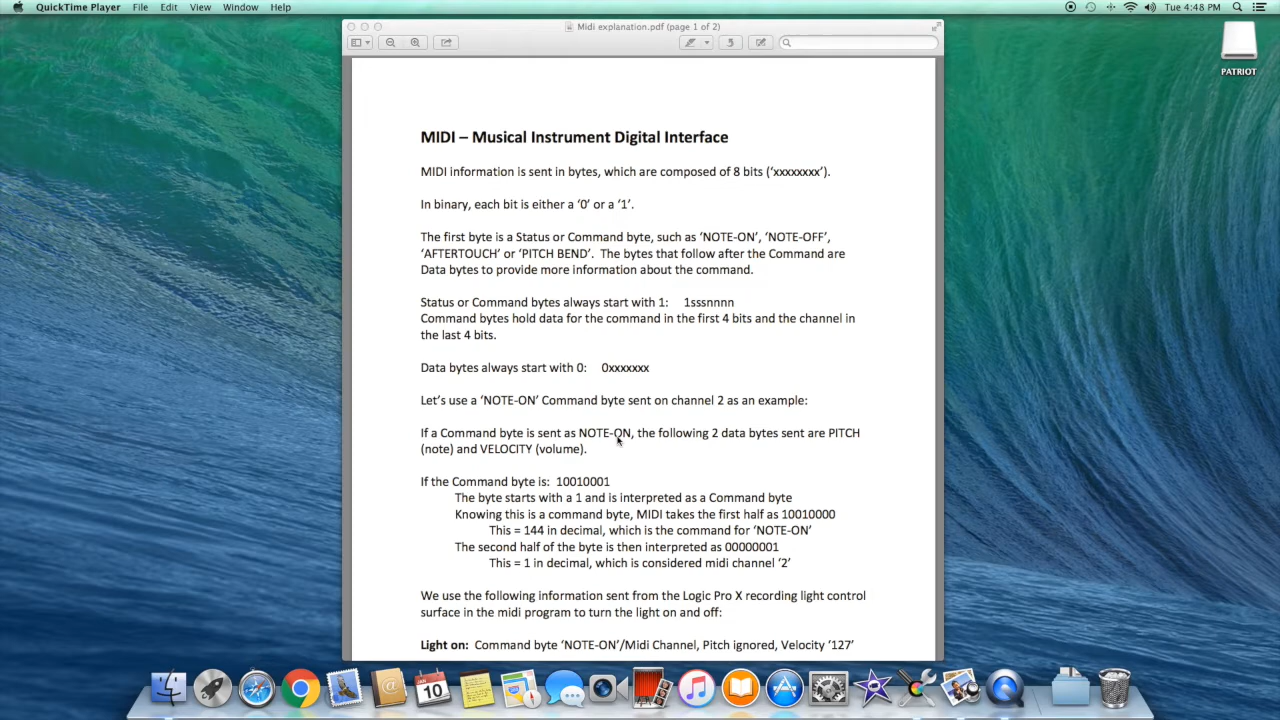 QuickTime Player File Edit View Window Help Tue 4:48 PM
Midi explanation.pdf (page 1 of 2)
PATRIOT
MIDI – Musical Instrument Digital Interface
MIDI information is sent in bytes, which are composed of 8 bits (‘xxxxxxxx’).
In binary, each bit is either a ‘0’ or a ‘1’.
The first byte is a Status or Command byte, such as ‘NOTE-ON’, ‘NOTE-OFF’,
‘AFTERTOUCH’ or ‘PITCH BEND’. The bytes that follow after the Command are
Data bytes to provide more information about the command.
Status or Command bytes always start with 1: 1sssnnnn
Command bytes hold data for the command in the first 4 bits and the channel in
the last 4 bits.
Data bytes always start with 0: 0xxxxxxx
Let’s use a ‘NOTE-ON’ Command byte sent on channel 2 as an example:
If a Command byte is sent as NOTE-ON, the following 2 data bytes sent are PITCH
(note) and VELOCITY (volume).
If the Command byte is: 10010001
The byte starts with a 1 and is interpreted as a Command byte
Knowing this is a command byte, MIDI takes the first half as 10010000
This = 144 in decimal, which is the command for ‘NOTE-ON’
The second half of the byte is then interpreted as 00000001
This = 1 in decimal, which is considered midi channel ‘2’
We use the following information sent from the Logic Pro X recording light control
surface in the midi program to turn the light on and off:
Light on: Command byte ‘NOTE-ON’/Midi Channel, Pitch ignored, Velocity ‘127’
JAN
10